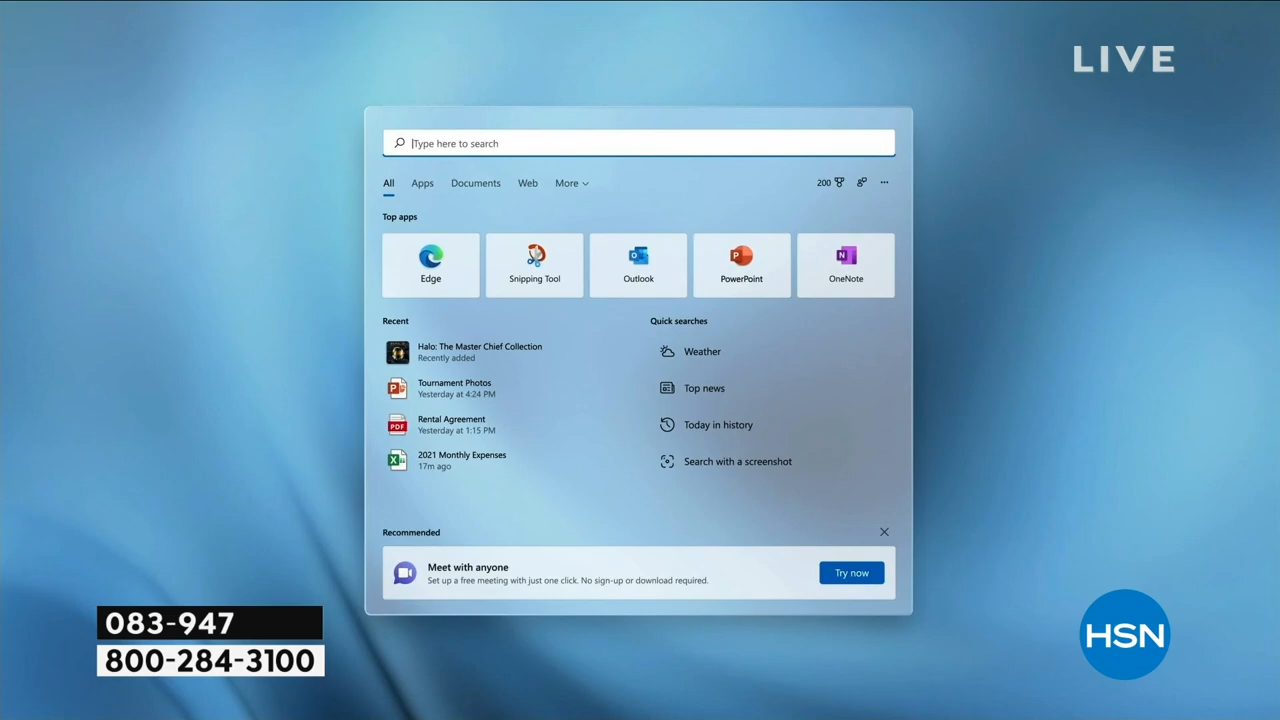 LIVE
Type here to search
All Apps Documents Web More
200
Top apps
Edge Snipping Tool Outlook PowerPoint OneNote
Recent
Halo: The Master Chief Collection
Recently added
Tournament Photos
Yesterday at 4:24 PM
Rental Agreement
Yesterday at 1:15 PM
2021 Monthly Expenses
17m ago
Quick searches
Weather
Top news
Today in history
Search with a screenshot
Recommended
Meet with anyone
Set up a free meeting with just one click. No sign-up or download required.
Try now
083-947
800-284-3100
HSN